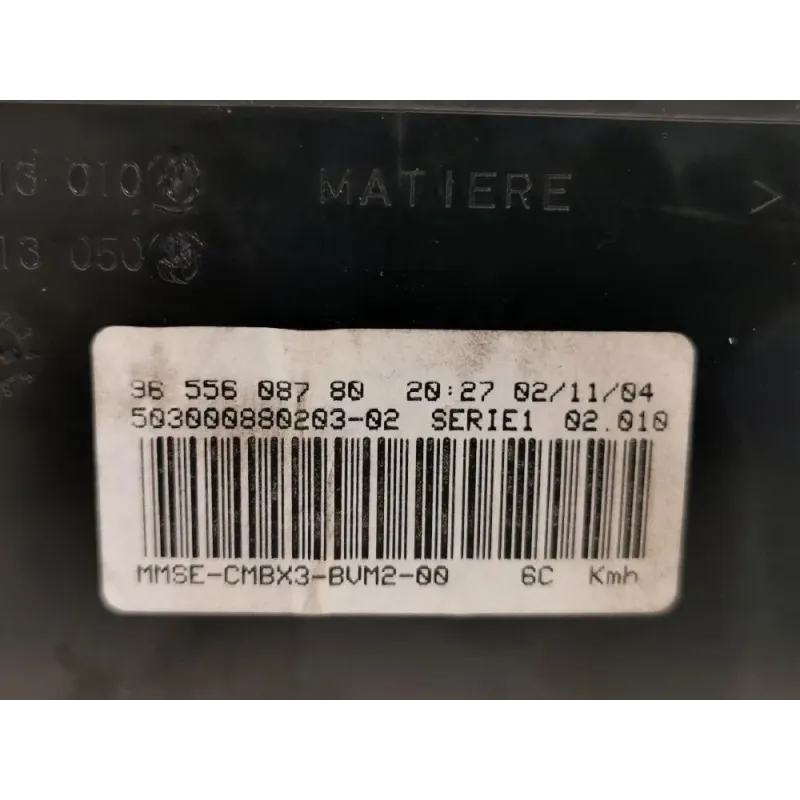 13 010 MATIERE >
13 050
96 556 087 80 20:27 02/11/04
503000880203-02 SERIE1 02.010
MMSE-CMBX3-BVM2-00 6C Kmh